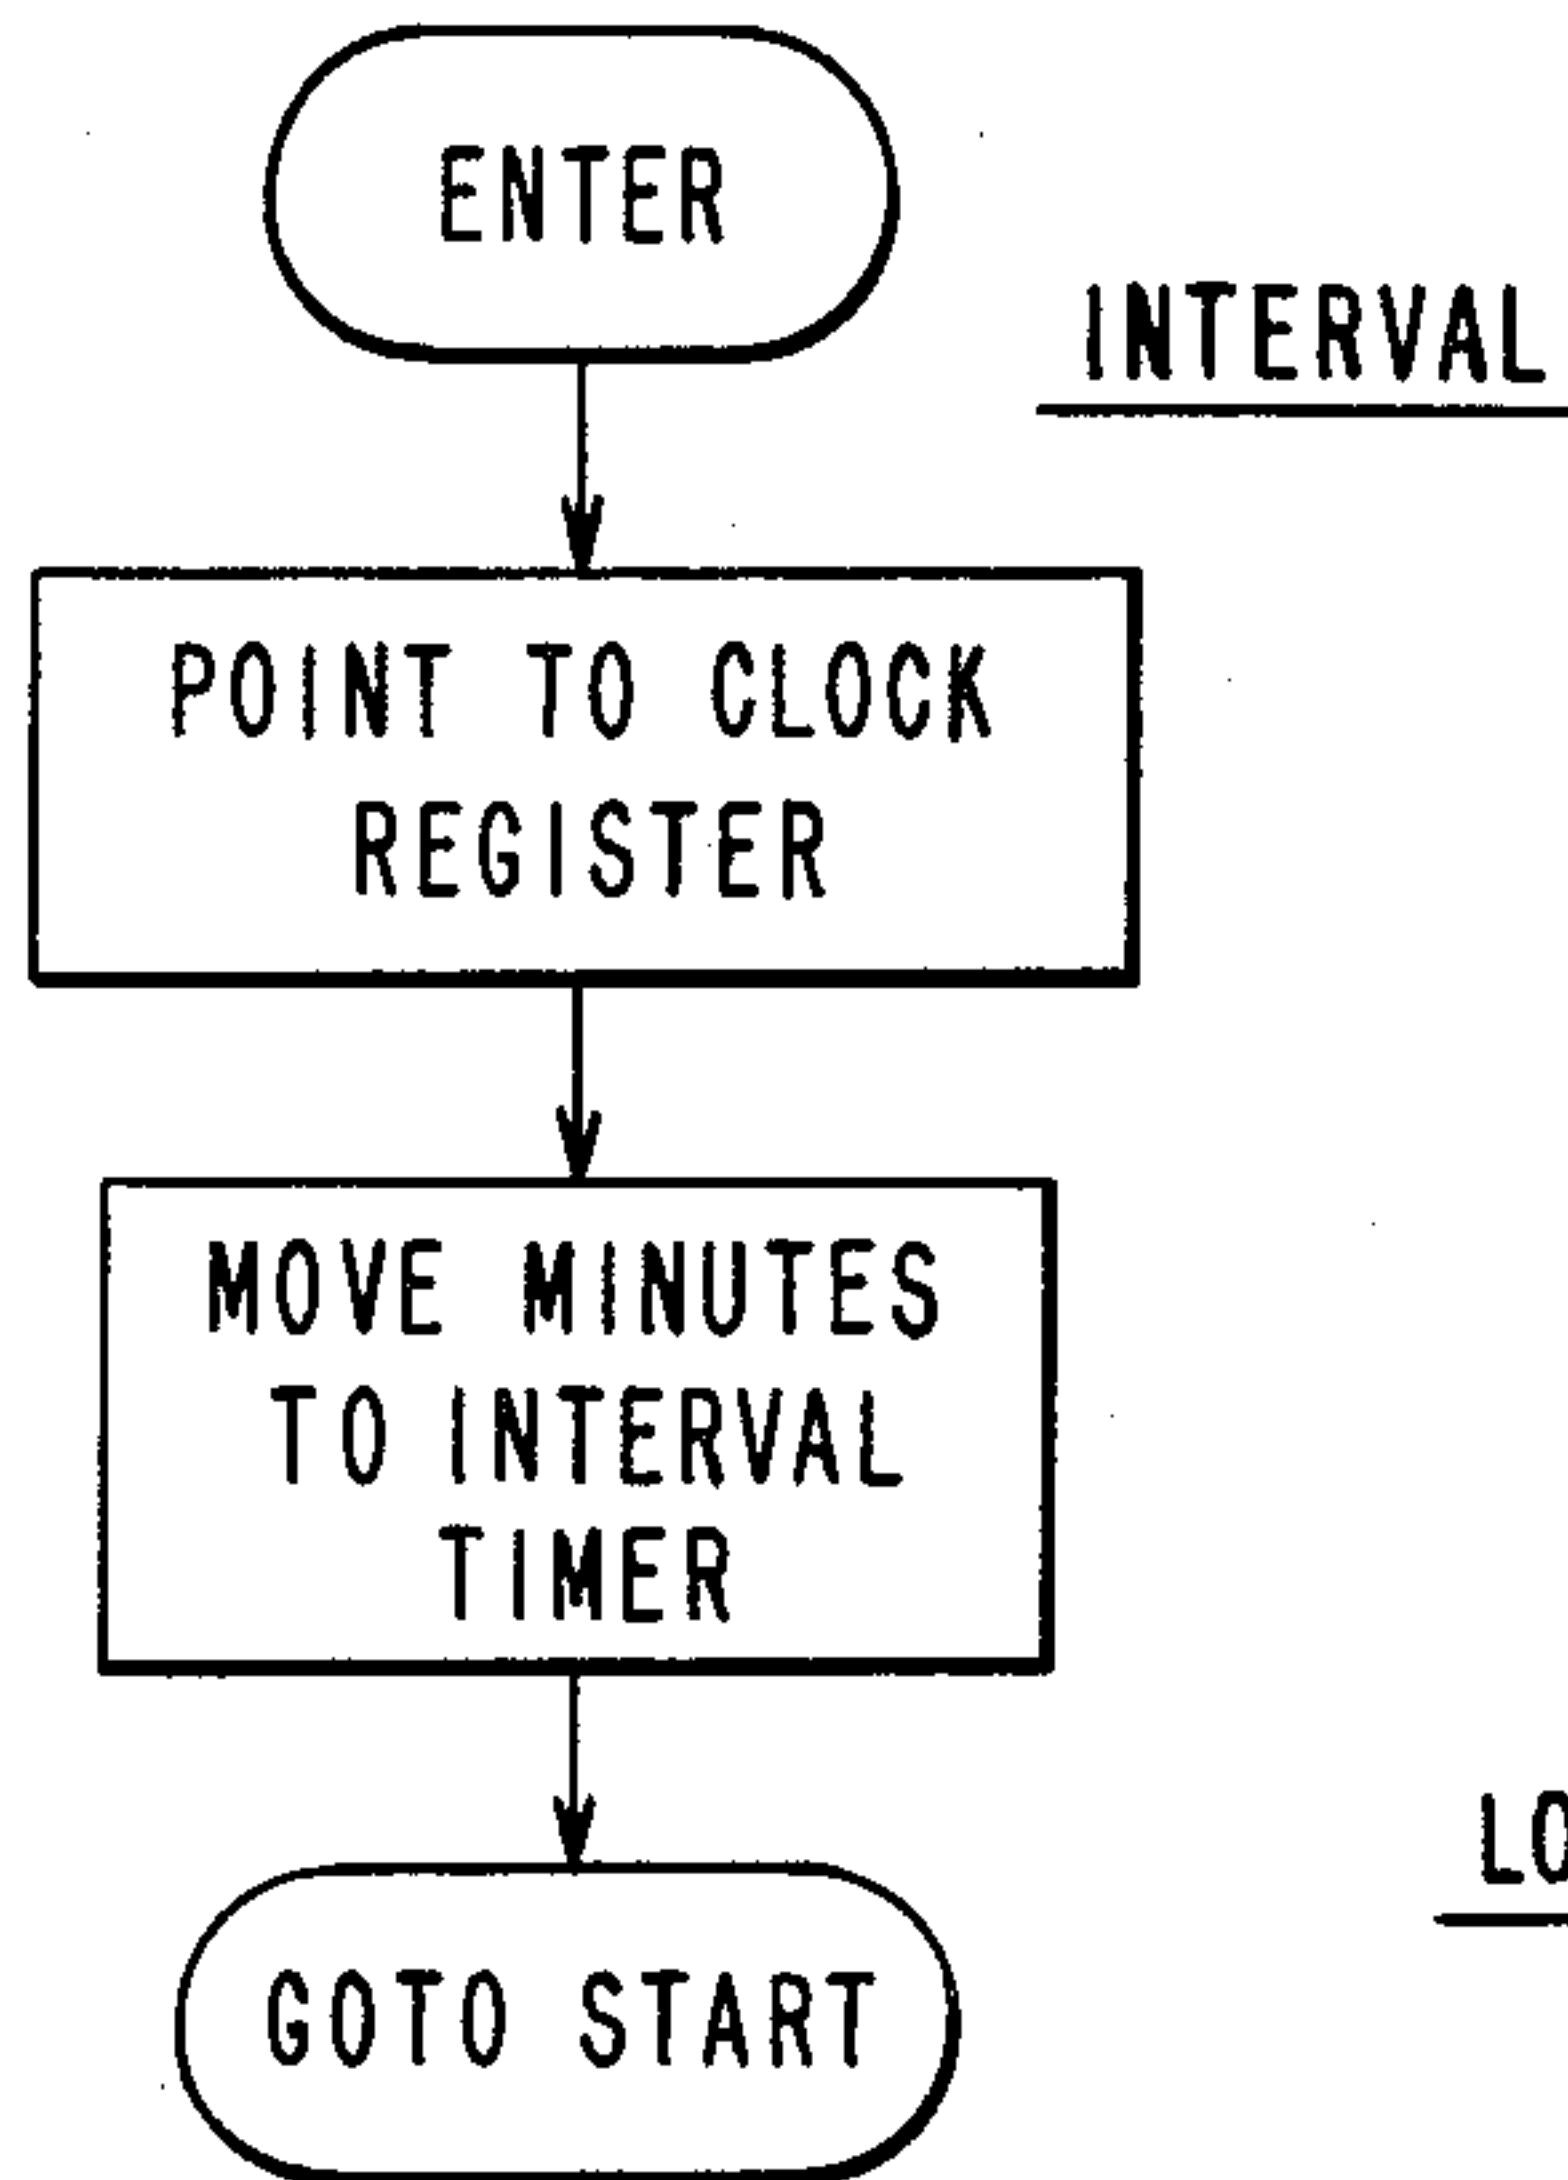 ENTER
INTERVAL
POINT TO CLOCK
REGISTER
MOVE MINUTES
TO INTERVAL
TIMER
GOTO START